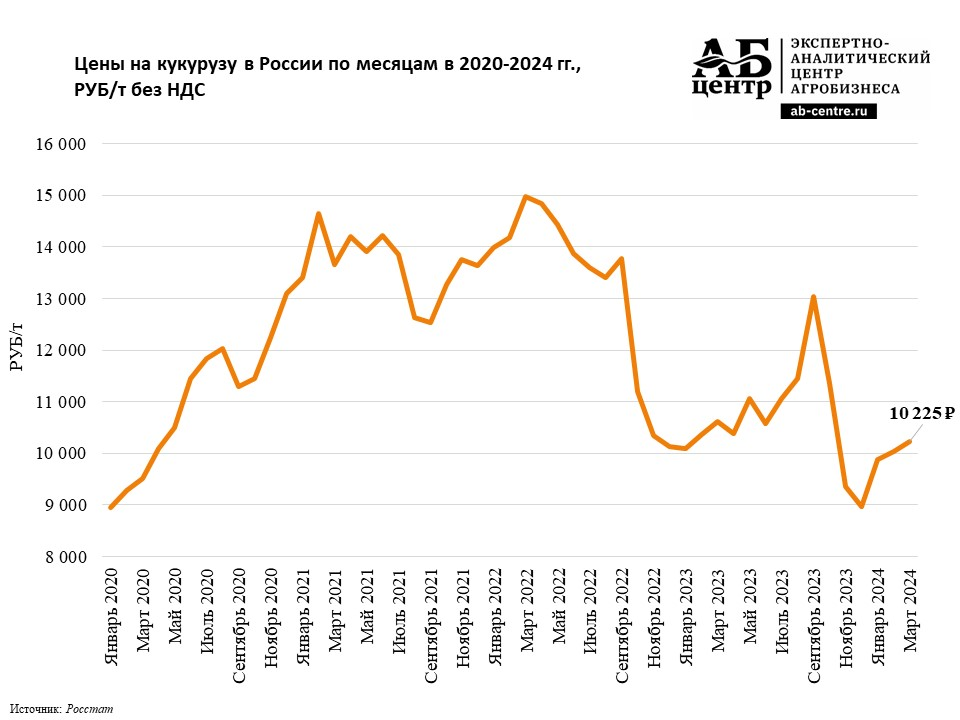 Цены на кукурузу в России по месяцам в 2020-2024 гг.,
РУБ/т без НДС
АБ
центр
ЭКСПЕРТНО-
АНАЛИТИЧЕСКИЙ
ЦЕНТР
АГРОБИЗНЕСА
ab-centre.ru
16 000
15 000
14 000
13 000
12 000
11 000
10 000
9 000
8 000
РУБ/т
10 225 ₽
Январь 2020
Март 2020
Май 2020
Июль 2020
Сентябрь 2020
Ноябрь 2020
Январь 2021
Март 2021
Май 2021
Июль 2021
Сентябрь 2021
Ноябрь 2021
Январь 2022
Март 2022
Май 2022
Июль 2022
Сентябрь 2022
Ноябрь 2022
Январь 2023
Март 2023
Май 2023
Июль 2023
Сентябрь 2023
Ноябрь 2023
Январь 2024
Март 2024
Источник: Росстат